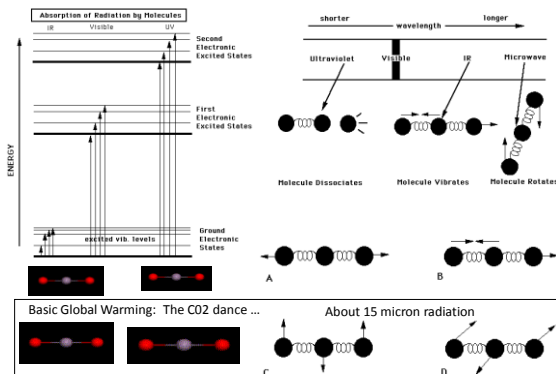 Absorption of Radiation by Molecules
IR Visible UV
Second
Electronic
Excited States
First
Electronic
Excited States
Ground
Electronic
States
excited vib. levels
ENERGY
shorter longer
wavelength
Ultraviolet Visible IR Microwave
Molecule Dissociates Molecule Vibrates Molecule Rotates
A B
Basic Global Warming: The C02 dance ... About 15 micron radiation
C D